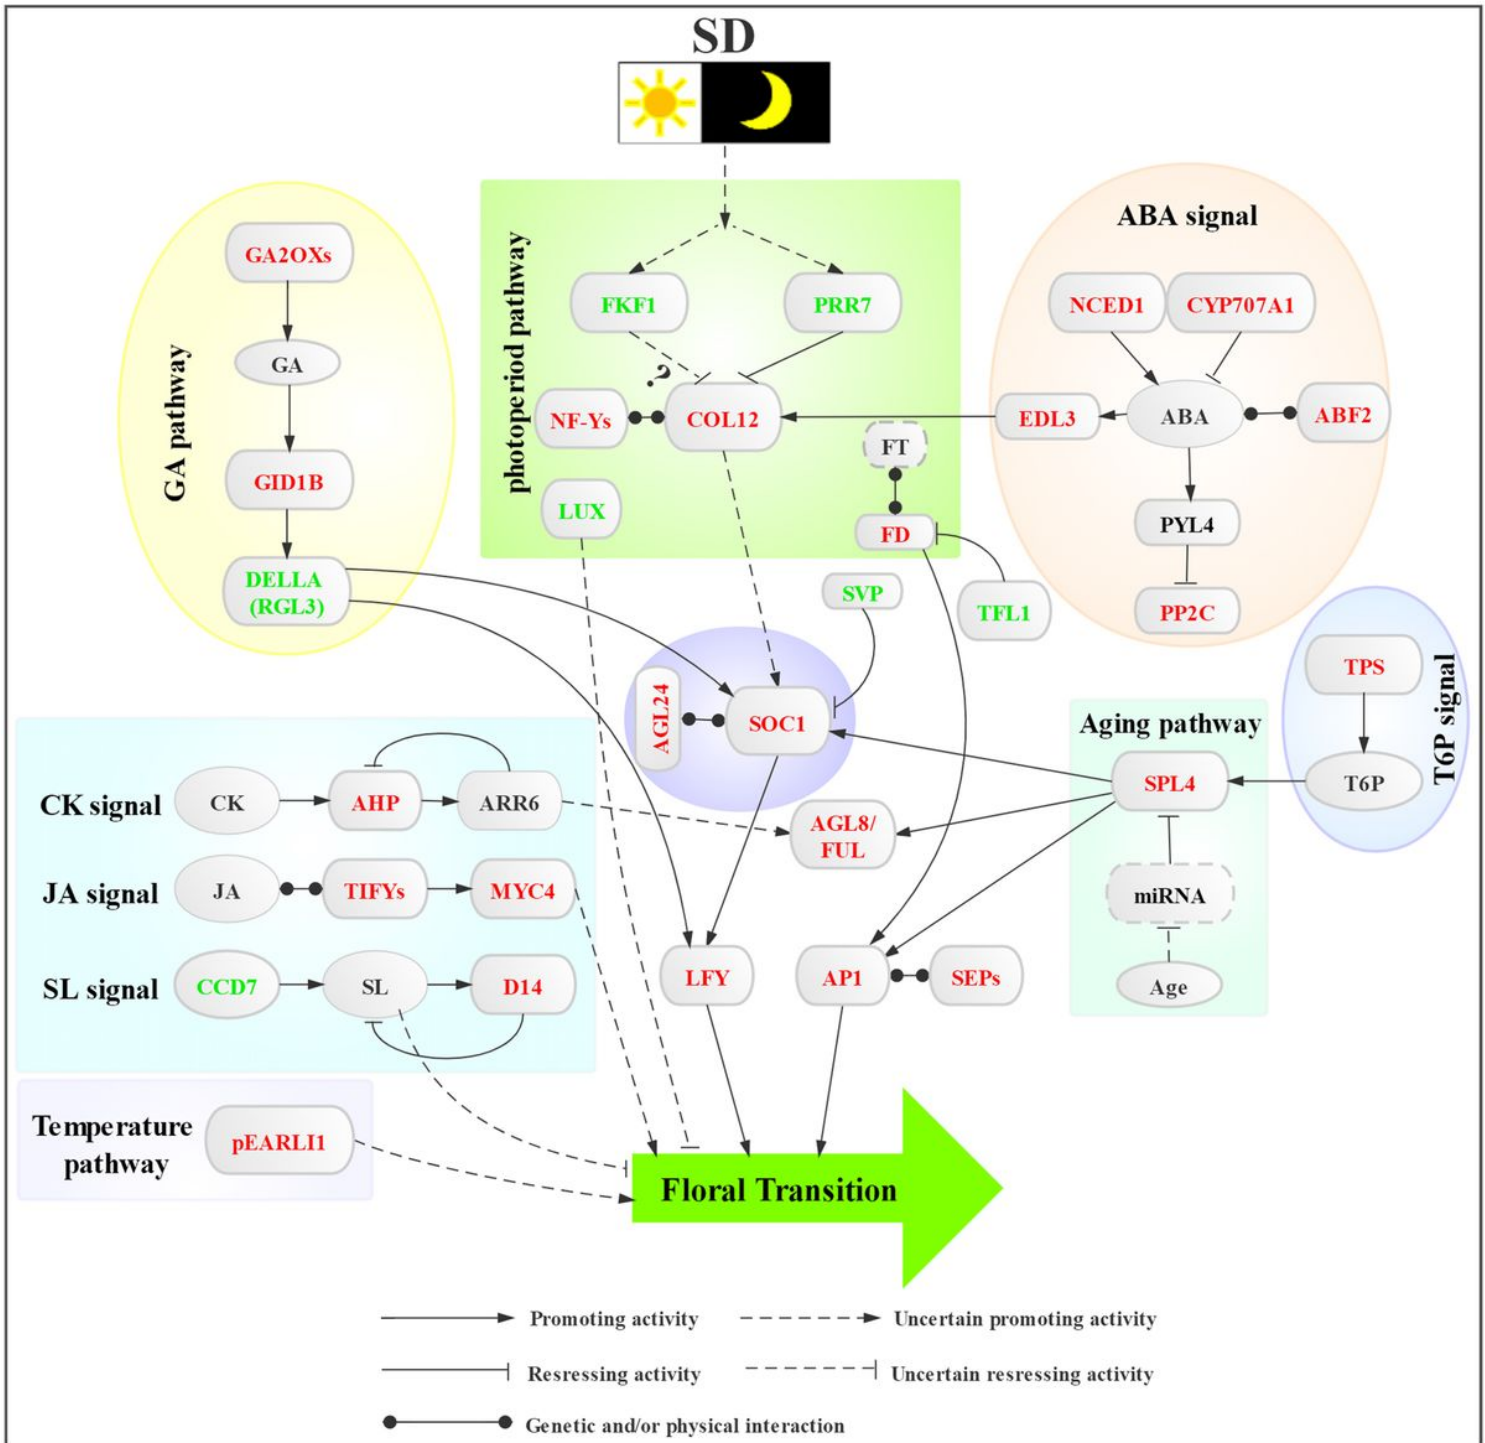 SD
GA pathway
GA2OXs
GA
GID1B
DELLA
(RGL3)
photoperiod pathway
FKF1
PRR7
?
NF-Ys
COL12
FT
LUX
FD
ABA signal
NCED1
CYP707A1
EDL3
ABA
ABF2
PYL4
PP2C
SVP
TFL1
AGL24
SOC1
T6P signal
TPS
T6P
Aging pathway
SPL4
miRNA
Age
CK signal
CK
AHP
ARR6
AGL8/
FUL
JA signal
JA
TIFYs
MYC4
SL signal
CCD7
SL
D14
LFY
AP1
SEPs
Temperature
pathway
pEARLI1
Floral Transition
Promoting activity
Uncertain promoting activity
Resressing activity
Uncertain resressing activity
Genetic and/or physical interaction